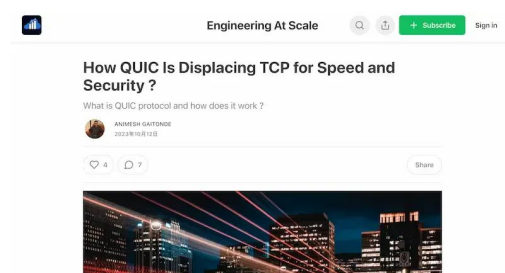 Engineering At Scale
Subscribe
Sign in
How QUIC Is Displacing TCP for Speed and
Security ?
What is QUIC protocol and how does it work ?
ANIMESH GAITONDE
2023年10月12日
4
7
Share